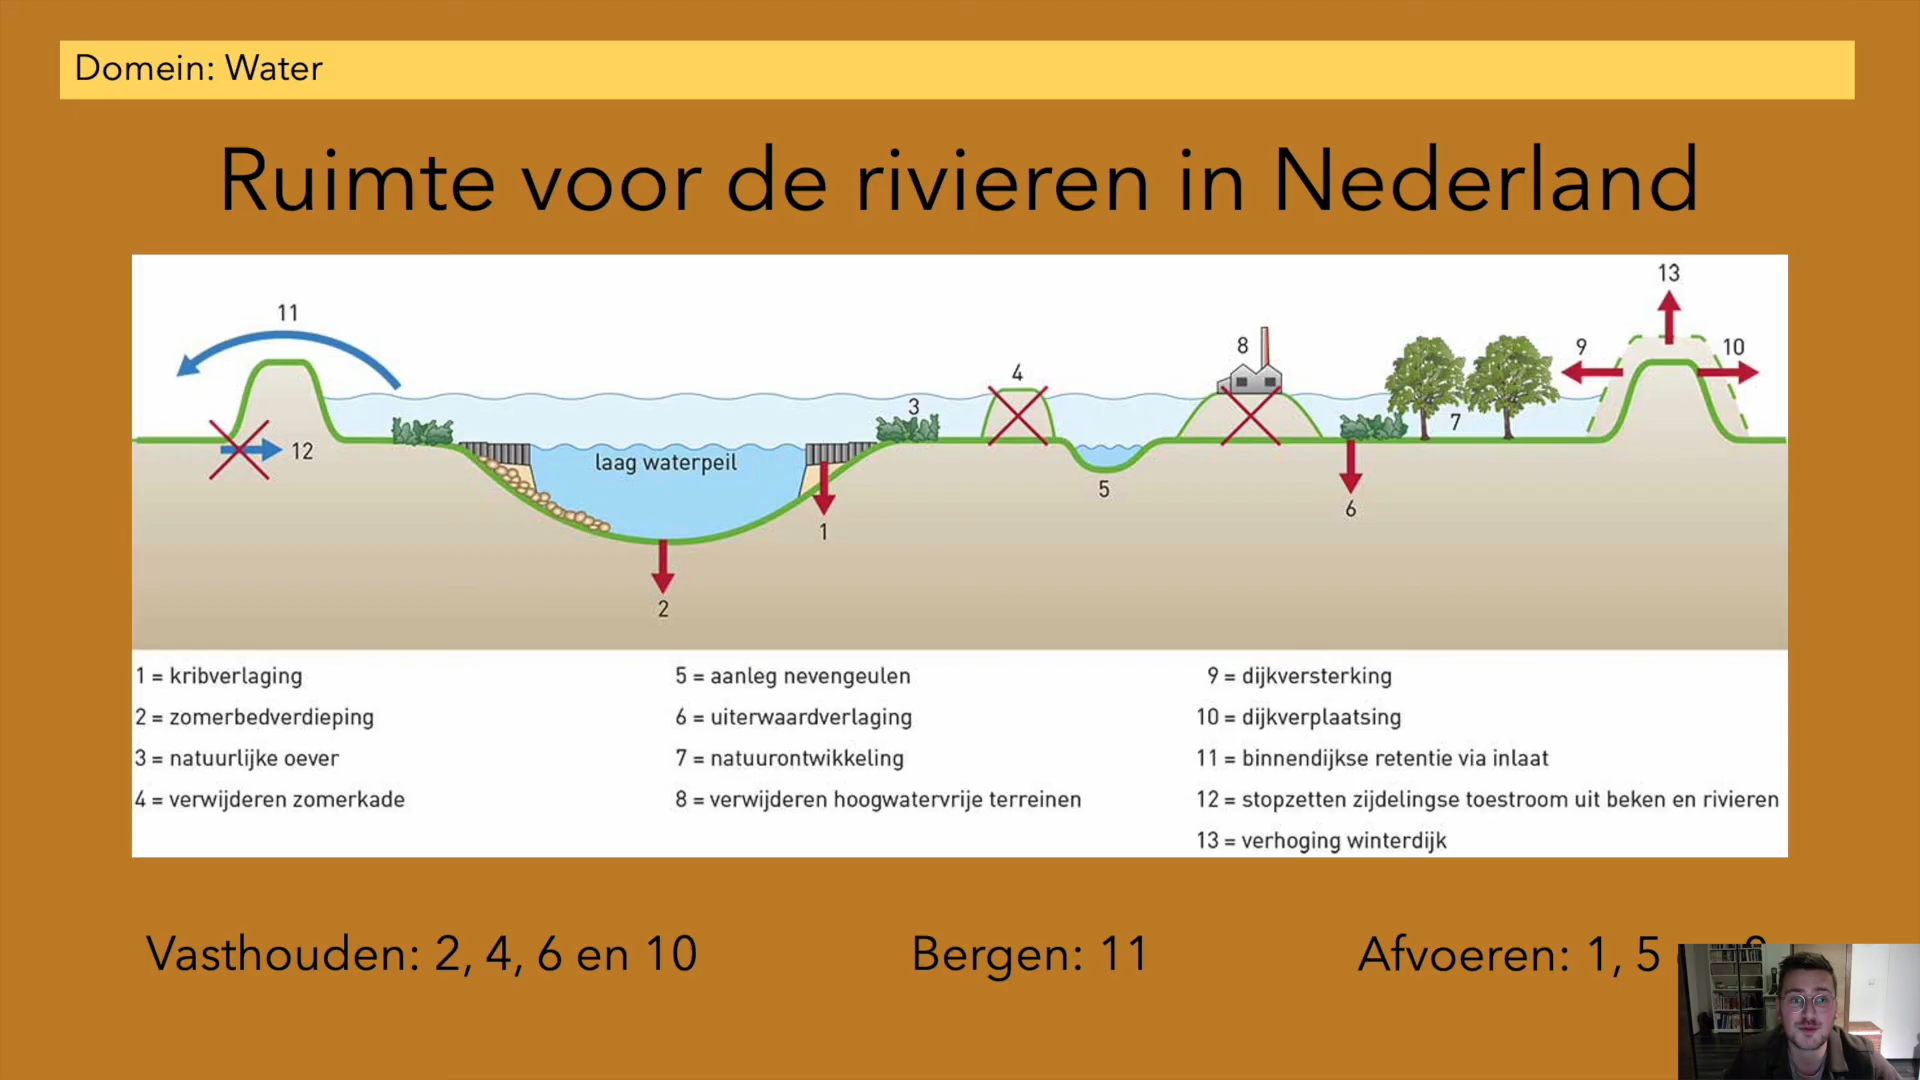 Domein: Water
Ruimte voor de rivieren in Nederland
11
12
laag waterpeil
3
4
8
7
9
13
10
5
1
6
2
1 = kribverlaging
2 = zomerbedverdieping
3 = natuurlijke oever
4 = verwijderen zomerkade
5 = aanleg nevengeulen
6 = uiterwaardverlaging
7 = natuurontwikkeling
8 = verwijderen hoogwatervrije terreinen
9 = dijkversterking
10 = dijkverplaatsing
11 = binnendijkse retentie via inlaat
12 = stopzetten zijdelingse toestroom uit beken en rivieren
13 = verhoging winterdijk
Vasthouden: 2, 4, 6 en 10
Bergen: 11
Afvoeren: 1, 5